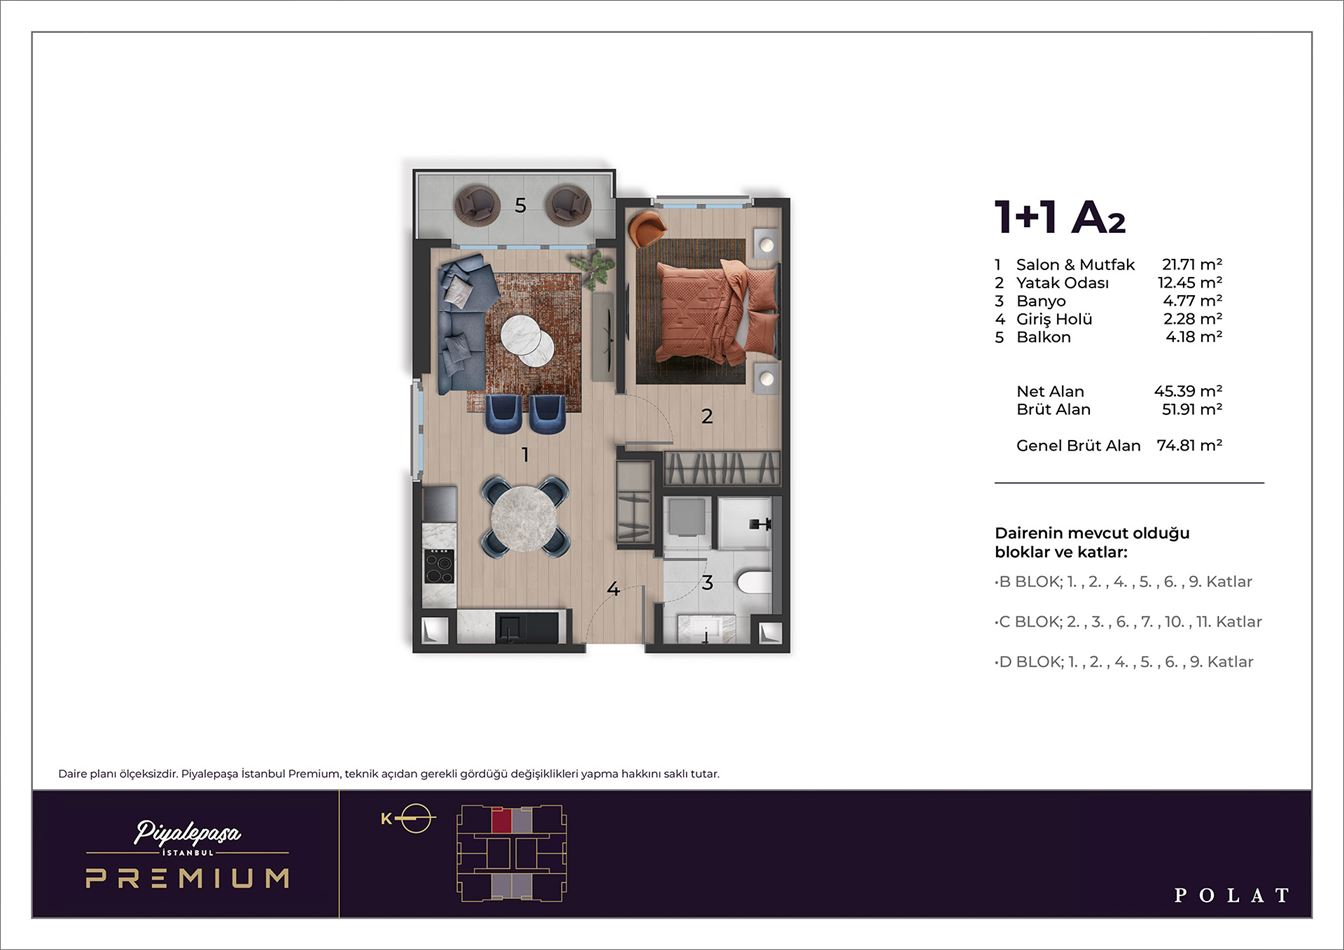 1+1 A2
1 Salon & Mutfak 21.71 m²
2 Yatak Odası 12.45 m²
3 Banyo 4.77 m²
4 Giriş Holü 2.28 m²
5 Balkon 4.18 m²
Net Alan 45.39 m²
Brüt Alan 51.91 m²
Genel Brüt Alan 74.81 m²
Dairenin mevcut olduğu
bloklar ve katlar:
•B BLOK; 1. , 2. , 4. , 5. , 6. , 9. Katlar
•C BLOK; 2. , 3. , 6. , 7. , 10. , 11. Katlar
•D BLOK; 1. , 2. , 4. , 5. , 6. , 9. Katlar
5
2
1
4
3
Daire planı ölçeksizdir. Piyalepaşa İstanbul Premium, teknik açıdan gerekli gördüğü değişiklikleri yapma hakkını saklı tutar.
Piyalepaşa
İSTANBUL
PREMIUM
K
POLAT